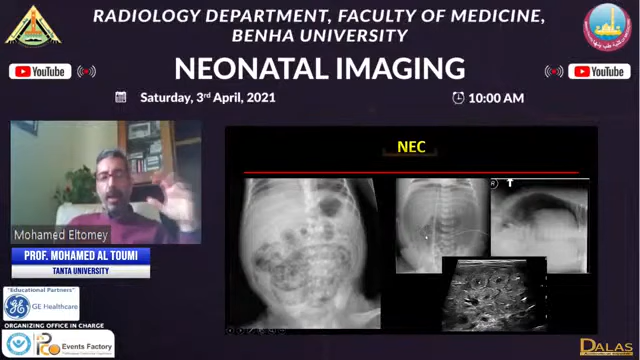 RADIOLOGY DEPARTMENT, FACULTY OF MEDICINE,
BENHA UNIVERSITY
YouTube
NEONATAL IMAGING
YouTube
Saturday, 3rd April, 2021
10:00 AM
NEC
R
Mohamed Eltomey
PROF. MOHAMED AL TOUMI
TANTA UNIVERSITY
"Educational Partners"
GE Healthcare
ORGANIZING OFFICE IN CHARGE
Events Factory
DALAS